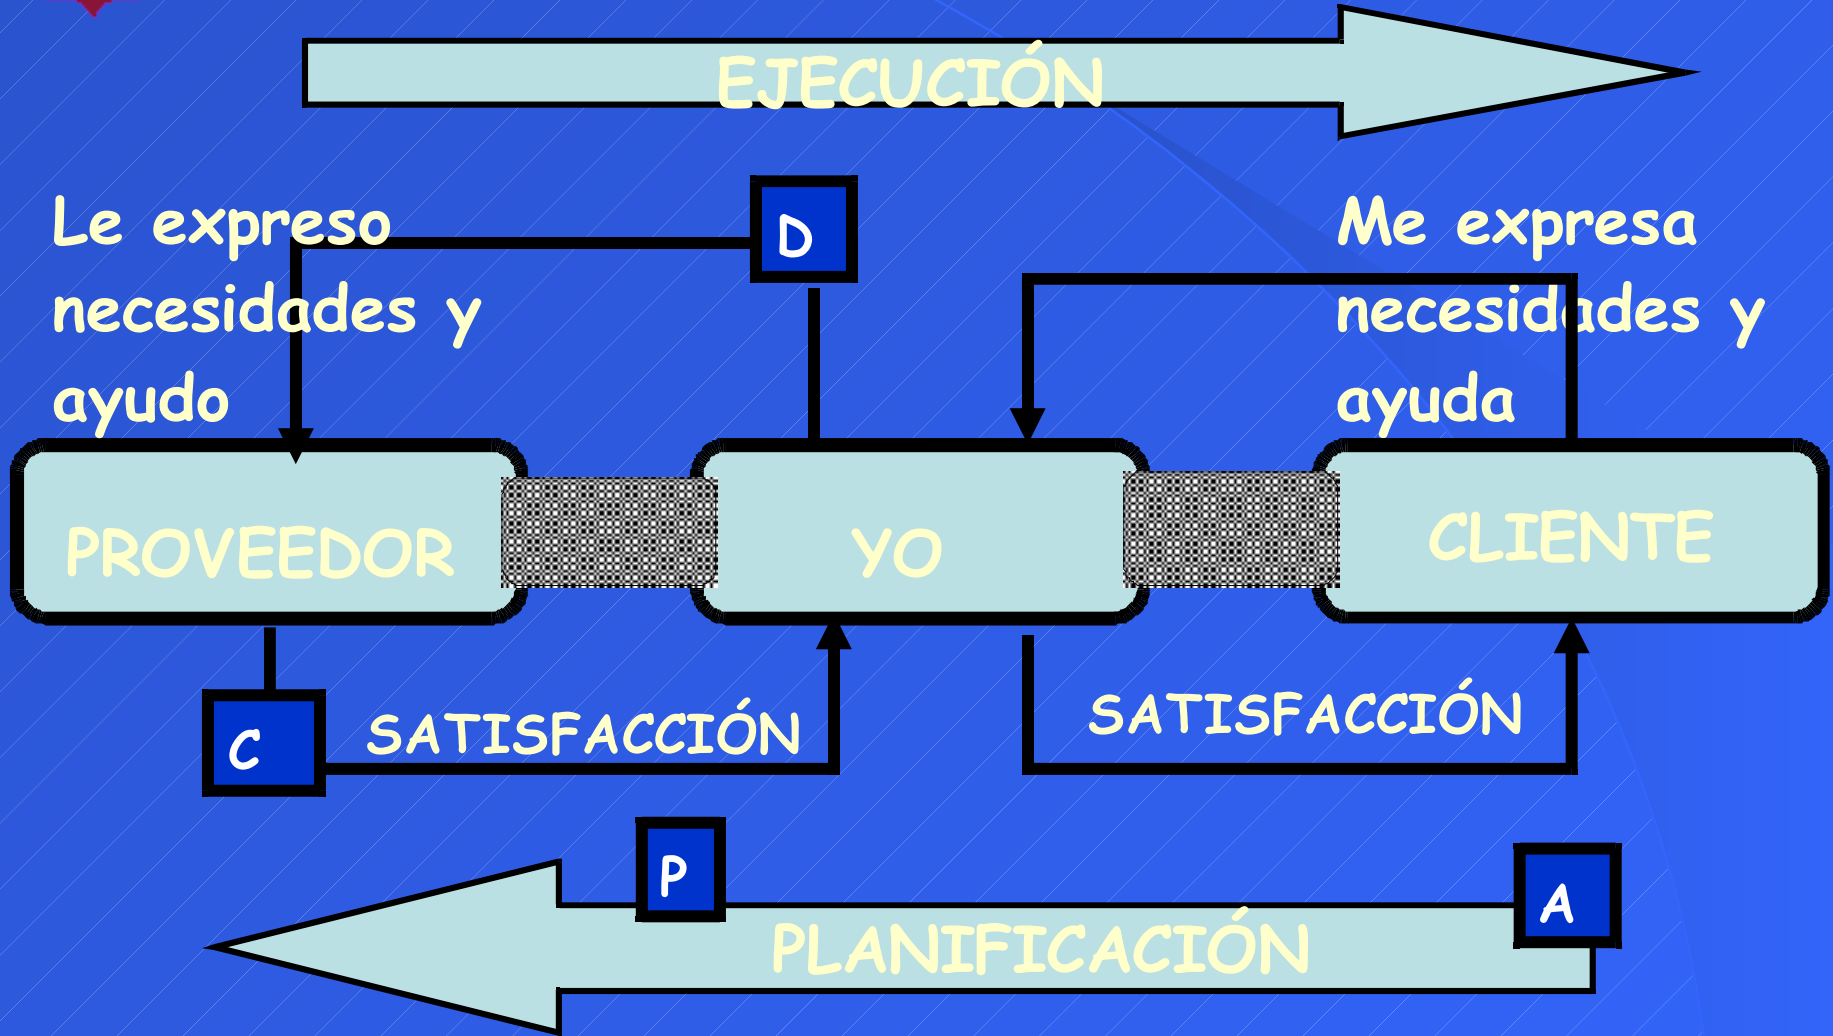 EJECUCIÓN
D
Le expreso
necesidades y
ayudo
Me expresa
necesidades y
ayuda
PROVEEDOR
YO
CLIENTE
C
SATISFACCIÓN
SATISFACCIÓN
P
A
PLANIFICACIÓN